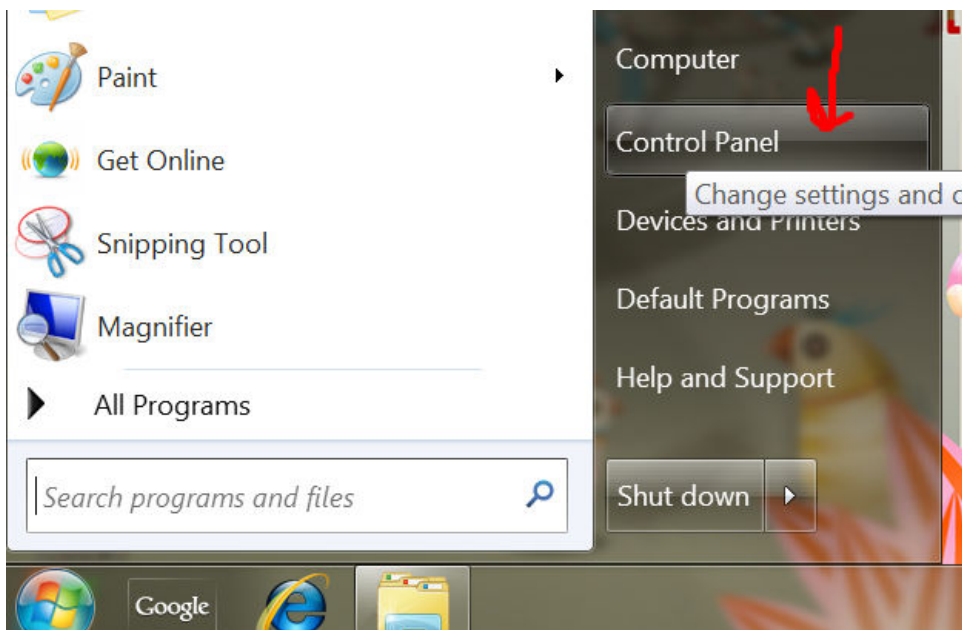 Paint
Get Online
Snipping Tool
Magnifier
All Programs
Search programs and files
Computer
Control Panel
Change settings and
Devices and Printers
Default Programs
Help and Support
Shut down
Google